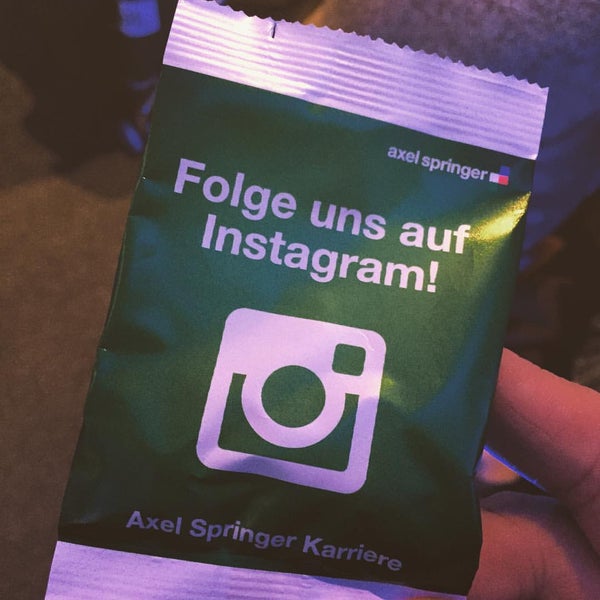 axel springer
Folge uns auf
Instagram!
Axel Springer Karriere